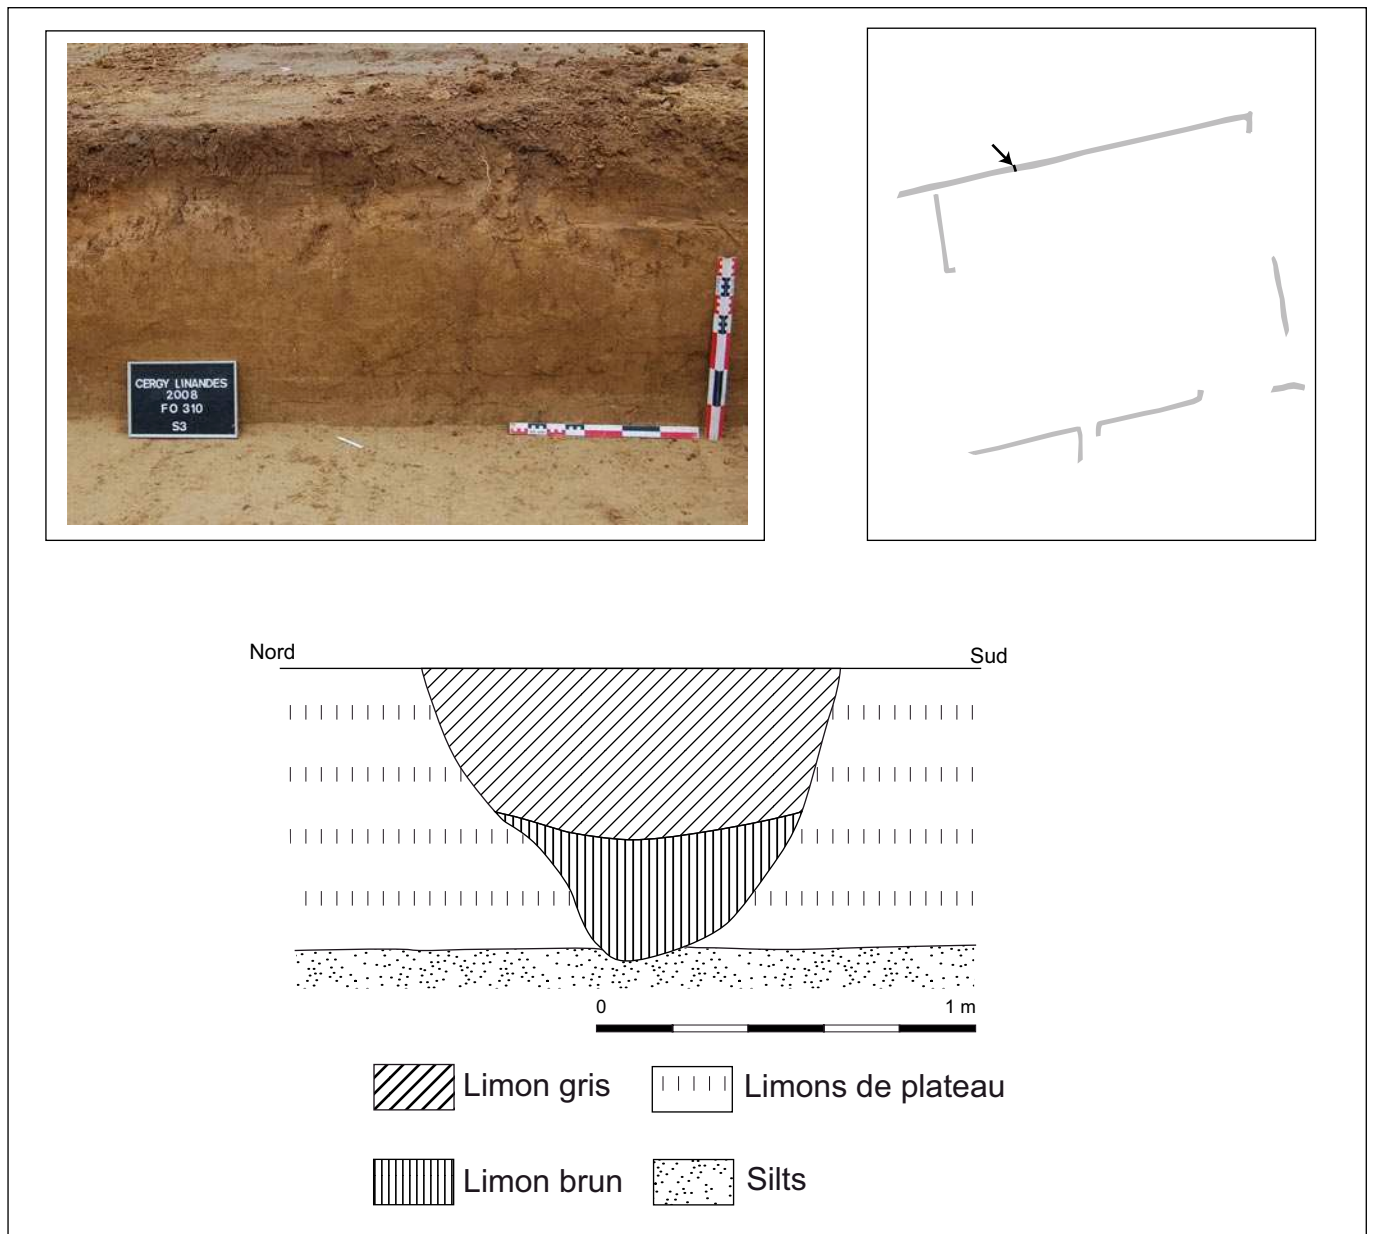 CERGY LINANDES
2008
FO 310
S3
Nord
Sud
0
1 m
Limon gris
Limons de plateau
Limon brun
Silts